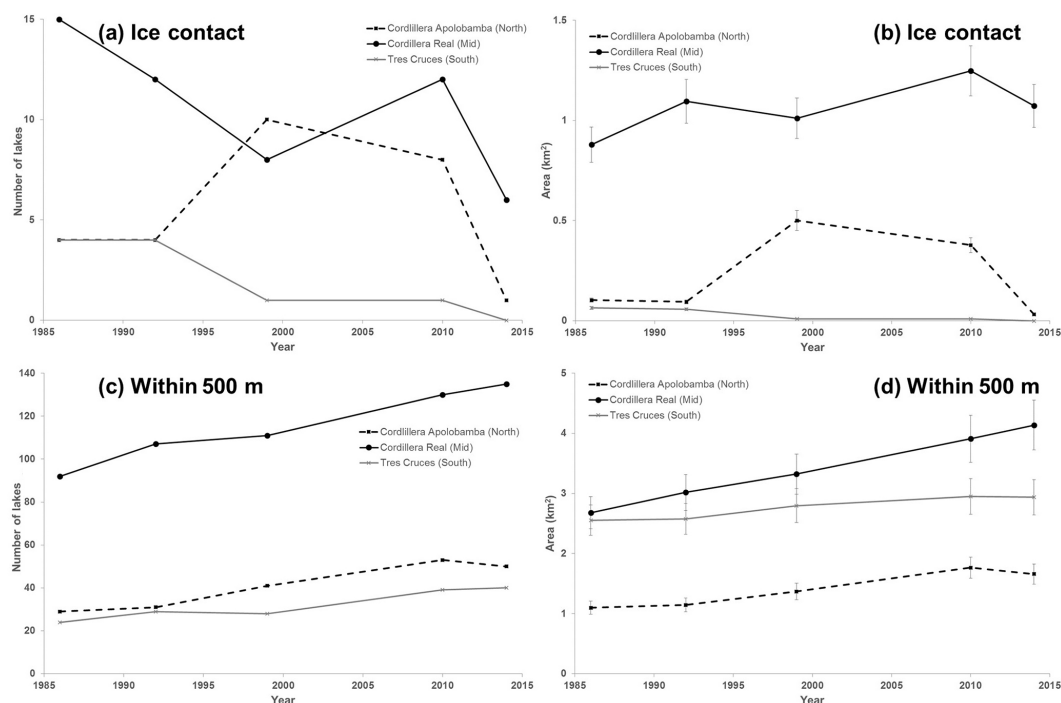 (a) Ice contact
Cordlillera Apolobamba (North)
Cordillera Real (Mid)
Tres Cruces (South)
Number of lakes
15
10
5
0
1985 1990 1995 2000 2005 2010 2015
Year
(b) Ice contact
Cordlillera Apolobamba (North)
Cordillera Real (Mid)
Tres Cruces (South)
Area (km²)
1.5
1
0.5
0
1985 1990 1995 2000 2005 2010 2015
Year
(c) Within 500 m
Cordlillera Apolobamba (North)
Cordillera Real (Mid)
Tres Cruces (South)
Number of lakes
140
120
100
80
60
40
20
0
1985 1990 1995 2000 2005 2010 2015
Year
(d) Within 500 m
Cordlillera Apolobamba (North)
Cordillera Real (Mid)
Tres Cruces (South)
Area (km²)
5
4
3
2
1
0
1985 1990 1995 2000 2005 2010 2015
Year